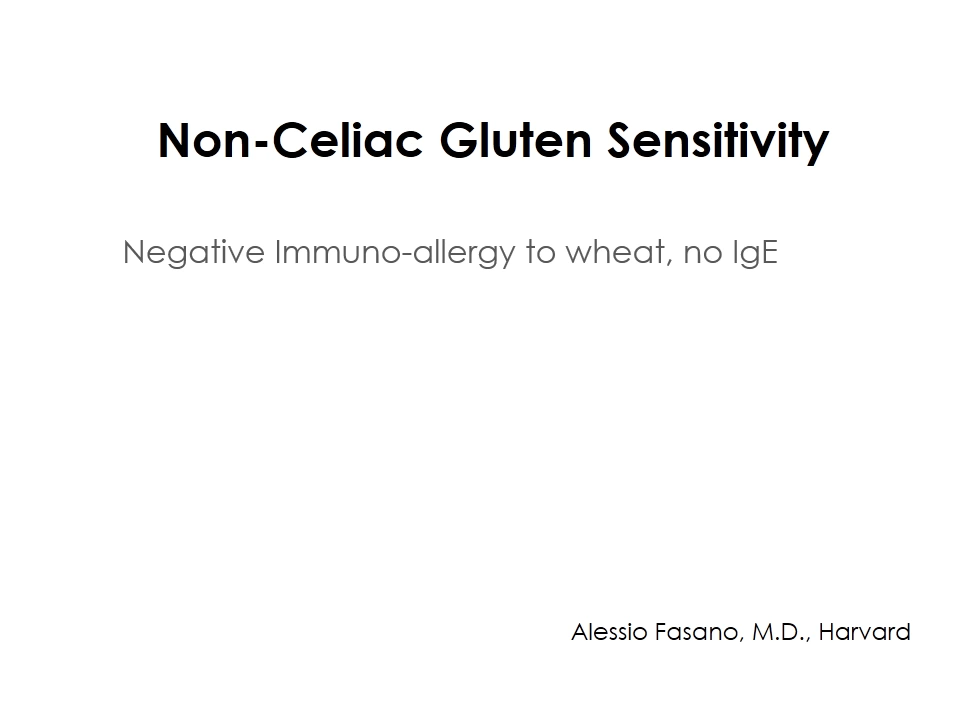 Non-Celiac Gluten Sensitivity
Negative Immuno-allergy to wheat, no IgE
Alessio Fasano, M.D., Harvard